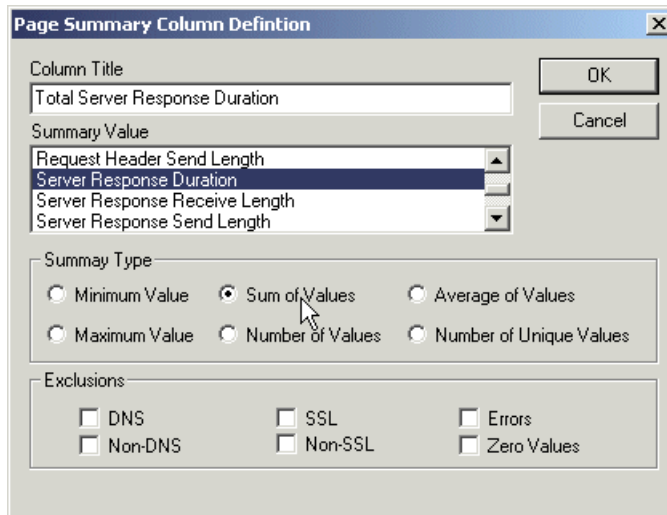 Page Summary Column Defintion
Column Title
OK
Total Server Response Duration
Cancel
Summary Value
Request Header Send Length
Server Response Duration
Server Response Receive Length
Server Response Send Length
Summay Type
Minimum Value Sum of Values Average of Values
Maximum Value Number of Values Number of Unique Values
Exclusions
DNS SSL Errors
Non-DNS Non-SSL Zero Values